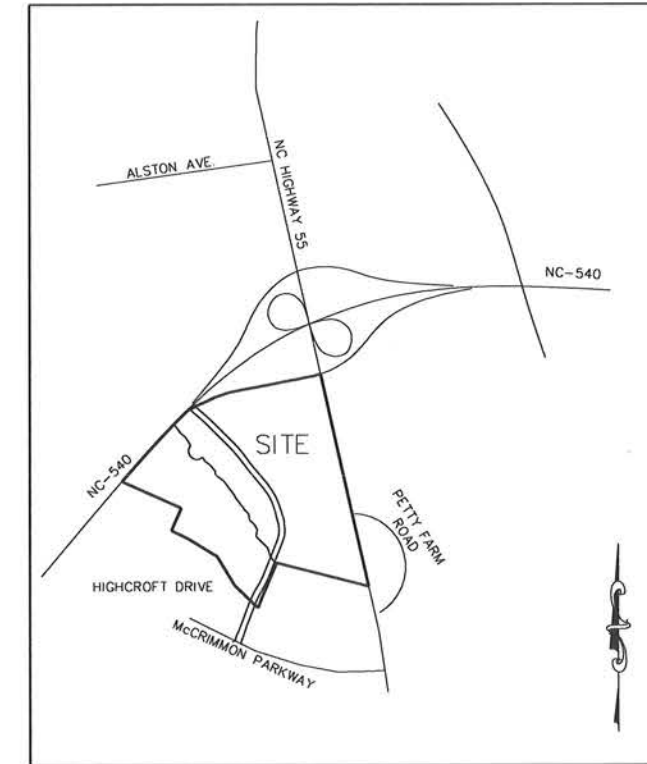 ALSTON AVE.
NC HIGHWAY 55
NC-540
SITE
NC-540
PETTY FARM
ROAD
HIGHCROFT DRIVE
McCRIMMON PARKWAY